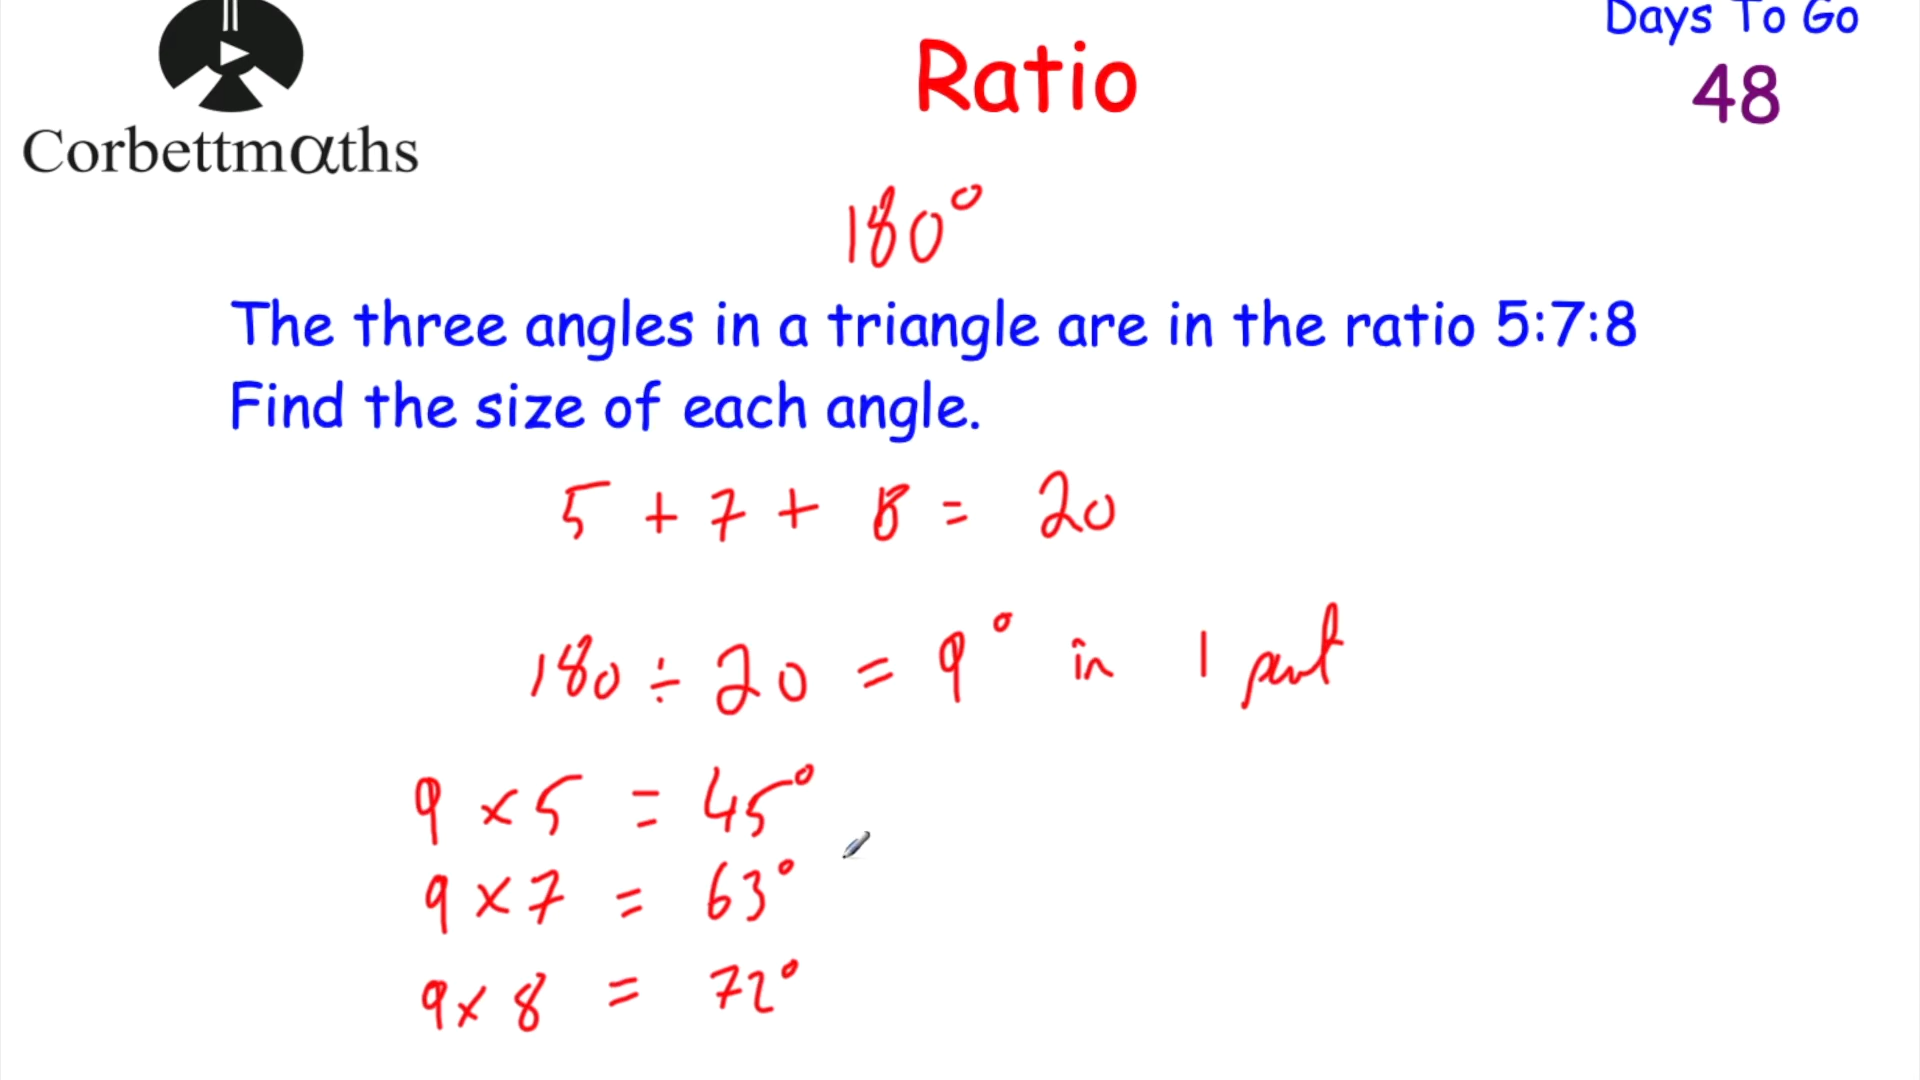 Days To Go
48
Ratio
Corbettmαths
180°
The three angles in a triangle are in the ratio 5:7:8
Find the size of each angle.
5 + 7 + 8 = 20
180 ÷ 20 = 9° in 1 part
9 × 5 = 45°
9 × 7 = 63°
9 × 8 = 72°